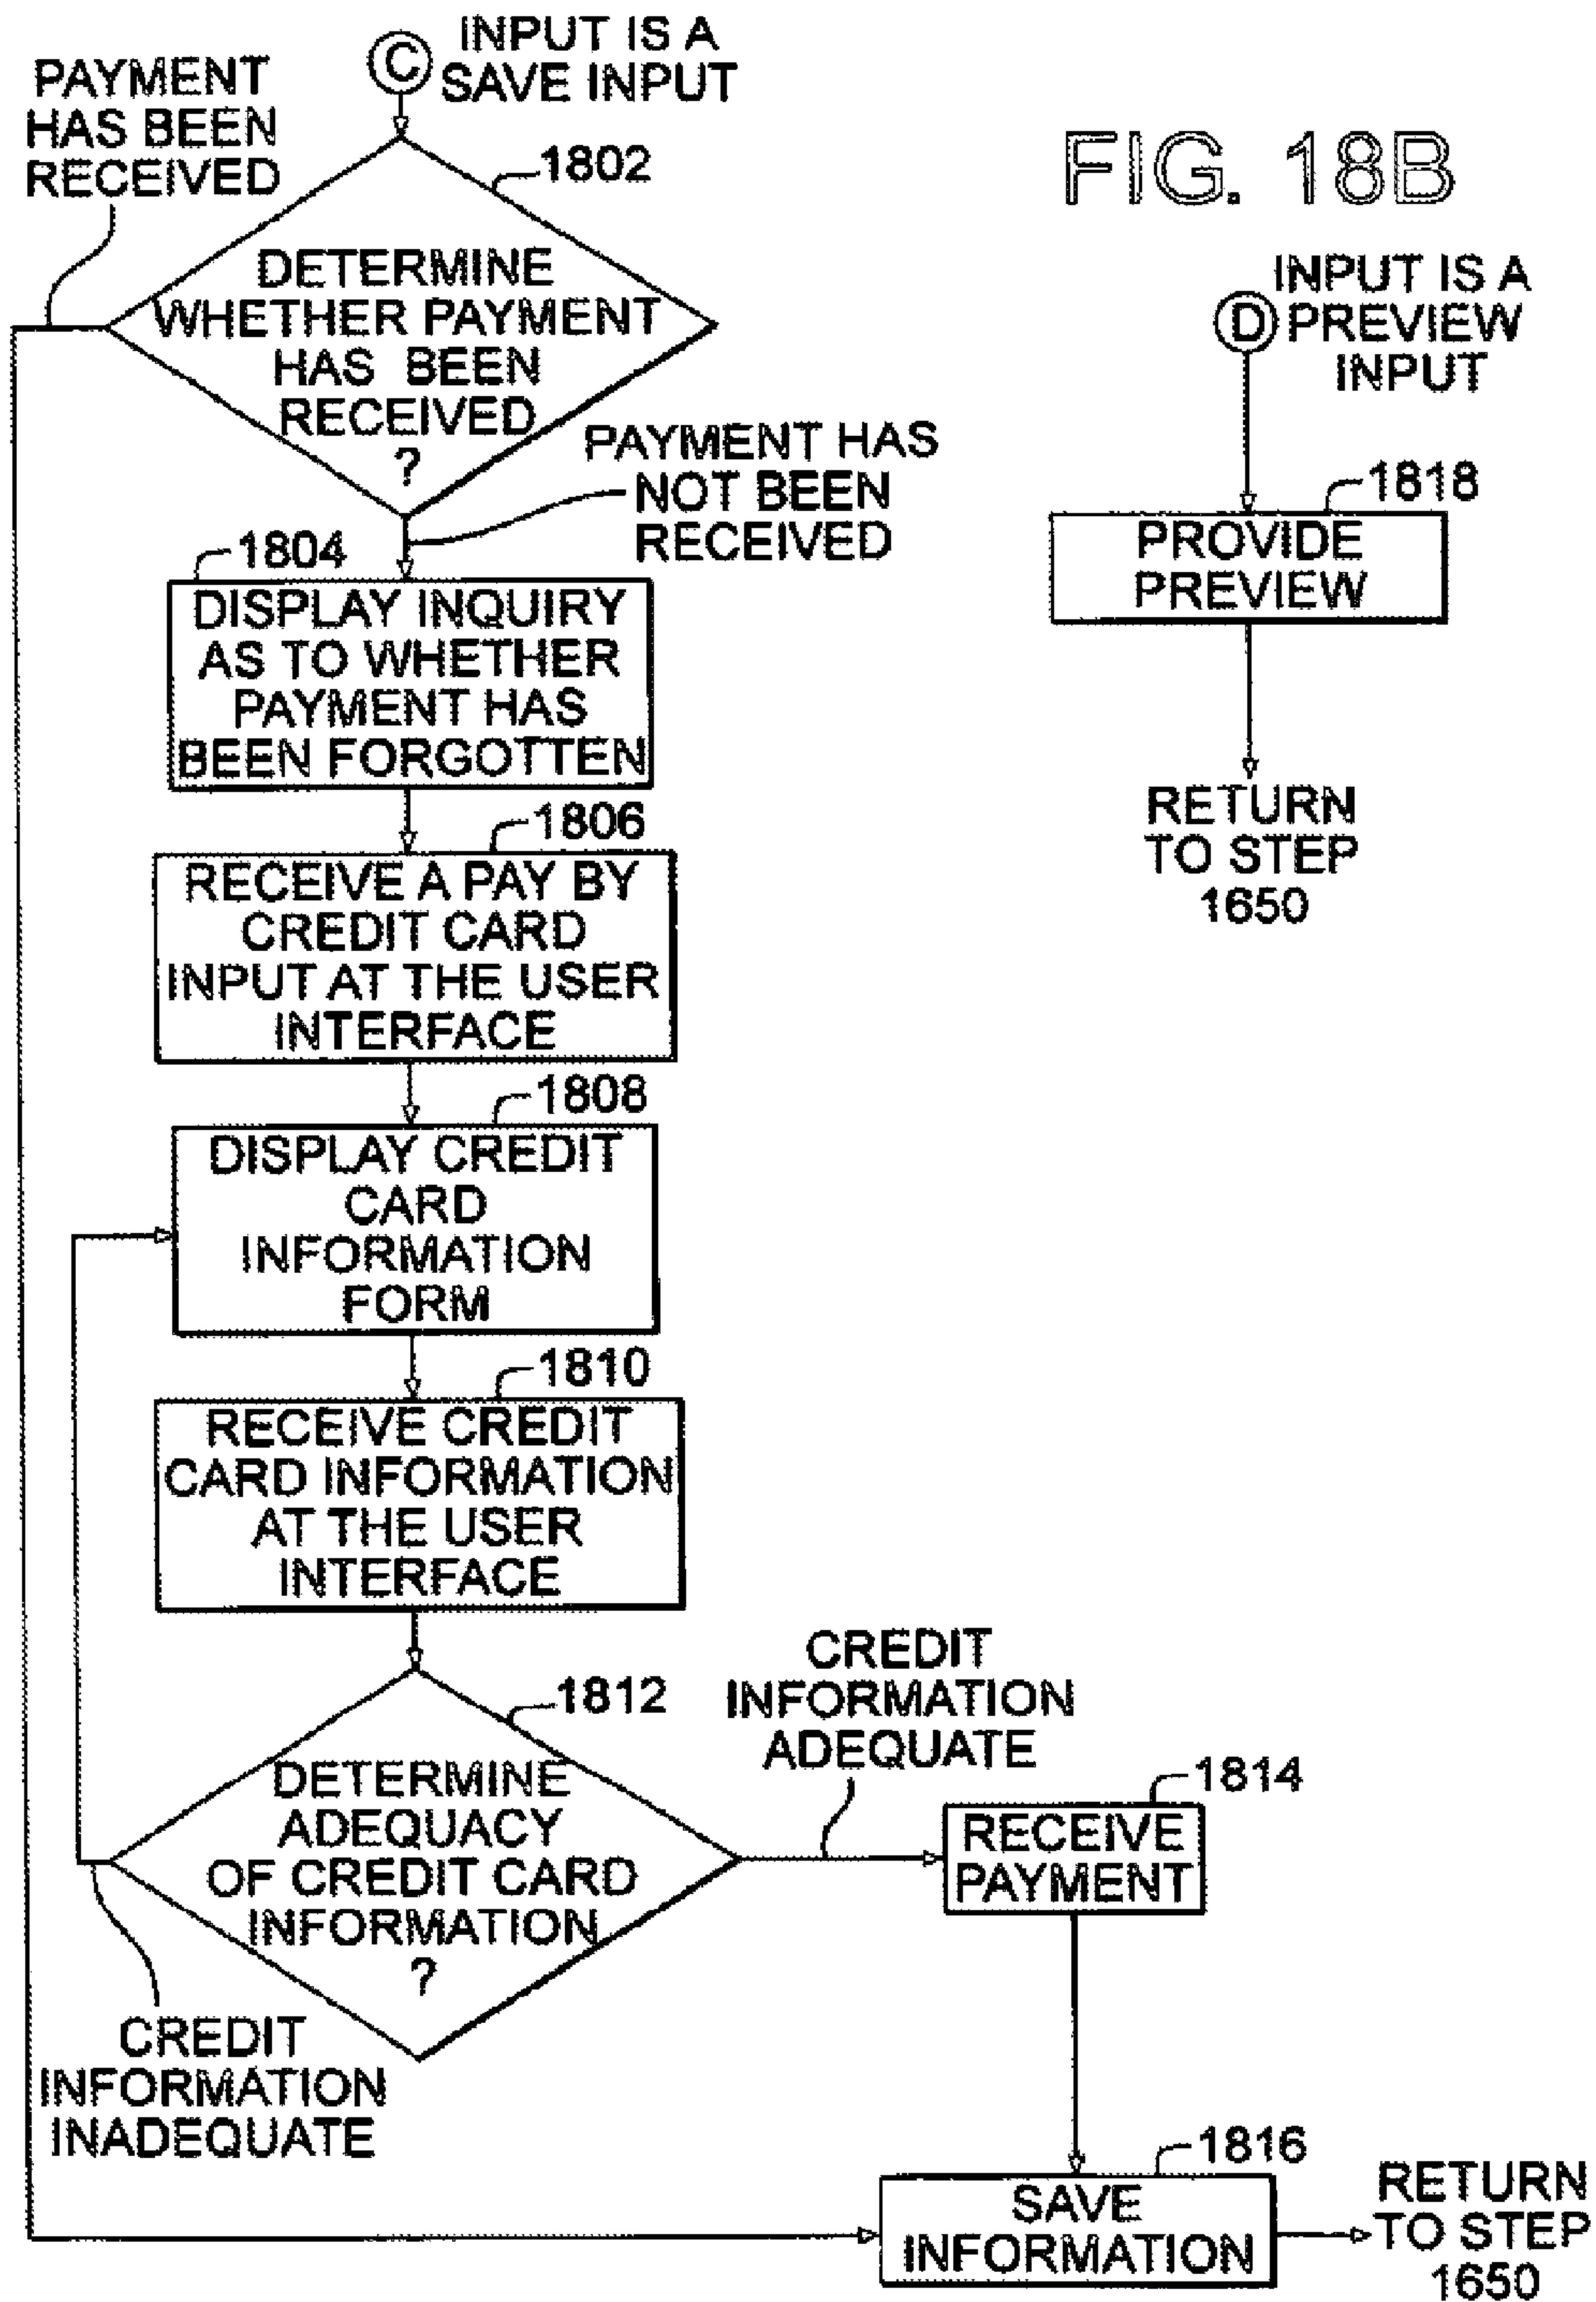 C
INPUT IS A
SAVE INPUT
PAYMENT
HAS BEEN
RECEIVED
1802
FIG. 18B
DETERMINE
WHETHER PAYMENT
HAS BEEN
RECEIVED
?
INPUT IS A
D PREVIEW
INPUT
PAYMENT HAS
NOT BEEN
RECEIVED
1818
PROVIDE
PREVIEW
RETURN
TO STEP
1650
1804
DISPLAY INQUIRY
AS TO WHETHER
PAYMENT HAS
BEEN FORGOTTEN
1806
RECEIVE A PAY BY
CREDIT CARD
INPUT AT THE USER
INTERFACE
1808
DISPLAY CREDIT
CARD
INFORMATION
FORM
1810
RECEIVE CREDIT
CARD INFORMATION
AT THE USER
INTERFACE
1812
DETERMINE
ADEQUACY
OF CREDIT CARD
INFORMATION
?
CREDIT
INFORMATION
ADEQUATE
1814
RECEIVE
PAYMENT
CREDIT
INFORMATION
INADEQUATE
1816
SAVE
INFORMATION
RETURN
TO STEP
1650